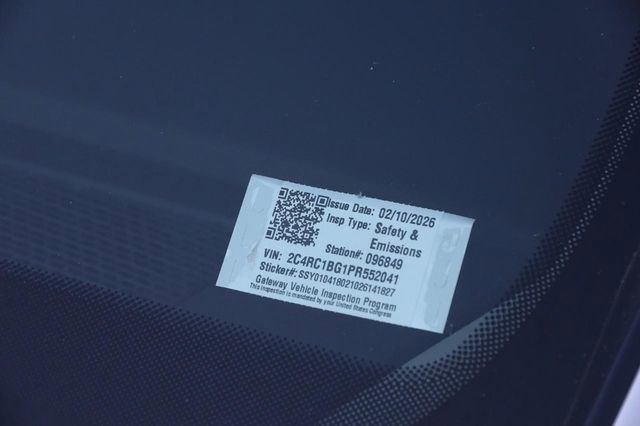 Issue Date: 02/10/2026
Insp Type: Safety &
Emissions
Station#: 096849
VIN: 2C4RC1BG1PR552041
Sticker#: SSY010418021026141827
Gateway Vehicle Inspection Program
This inspection is mandated by your United States Congress